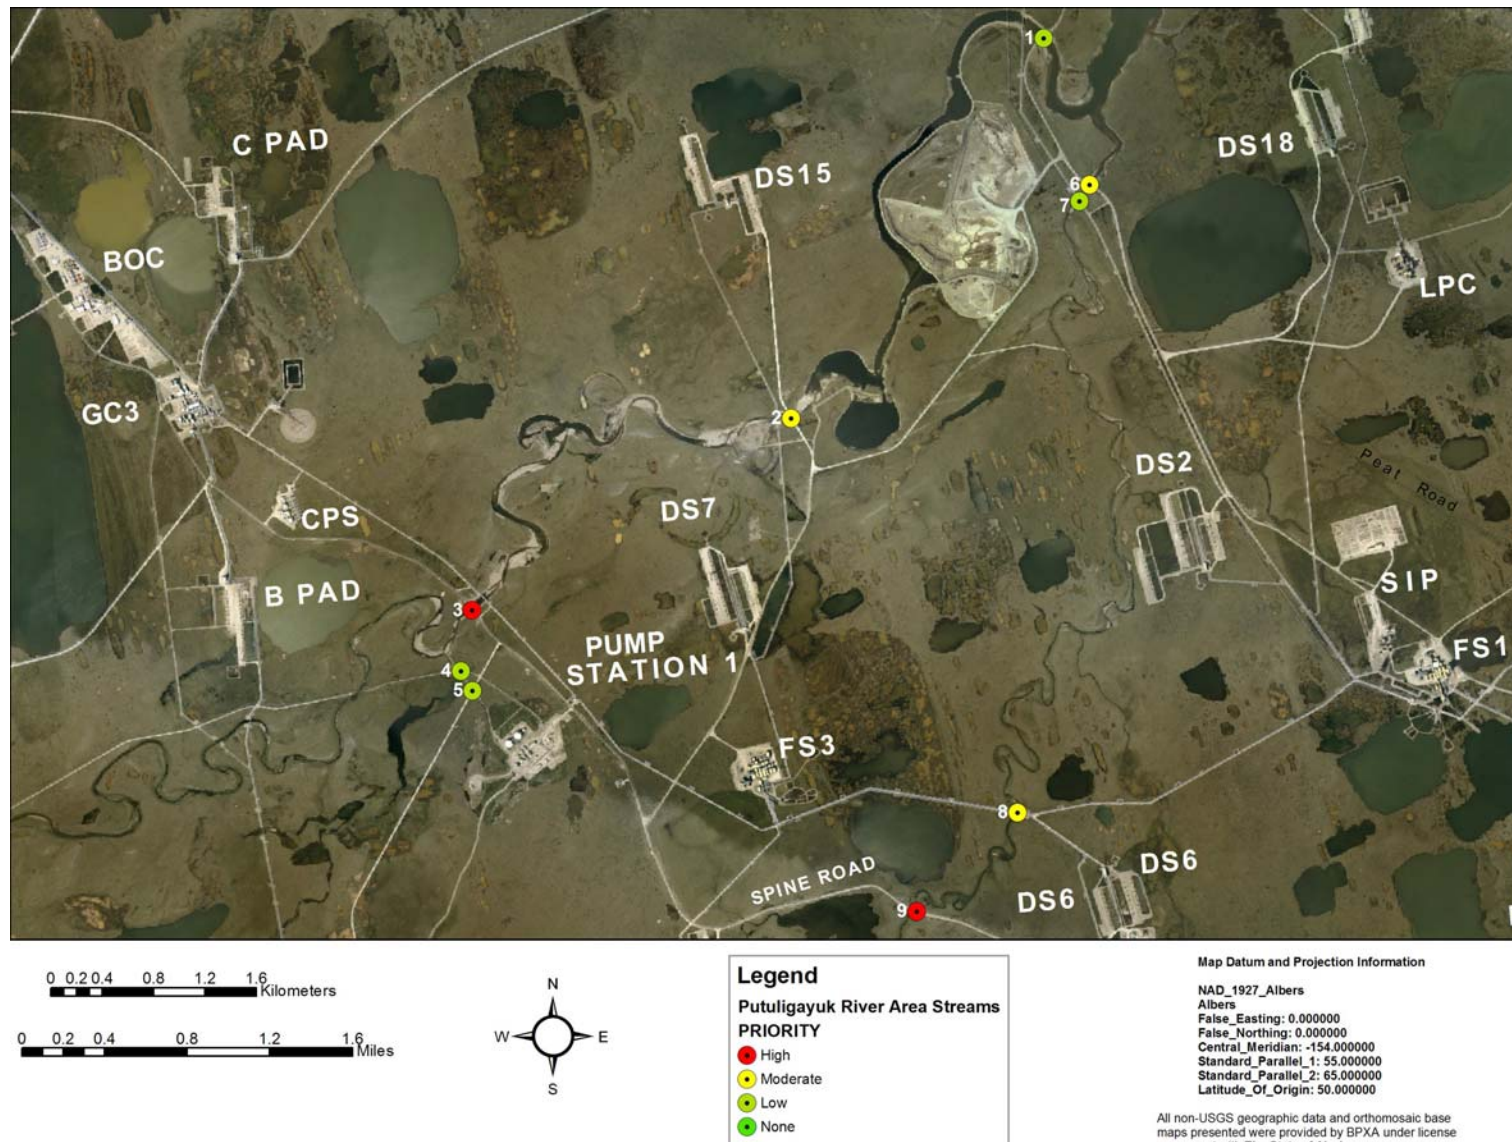 1
C PAD
DS15
DS18
6
7
BOC
LPC
GC3
2
Peat Road
DS2
DS7
CPS
SIP
B PAD
3
PUMP
STATION 1
FS1
4
5
FS3
8
DS6
DS6
SPINE ROAD
9
0 0.2 0.4 0.8 1.2 1.6
Kilometers
0 0.2 0.4 0.8 1.2 1.6
Miles
N
W E
S
Legend
Putuligayuk River Area Streams
PRIORITY
High
Moderate
Low
None
Map Datum and Projection Information
NAD_1927_Albers
Albers
False_Easting: 0.000000
False_Northing: 0.000000
Central_Meridian: -154.000000
Standard_Parallel_1: 55.000000
Standard_Parallel_2: 65.000000
Latitude_Of_Origin: 50.000000
All non-USGS geographic data and orthomosaic base
maps presented were provided by BPXA under license